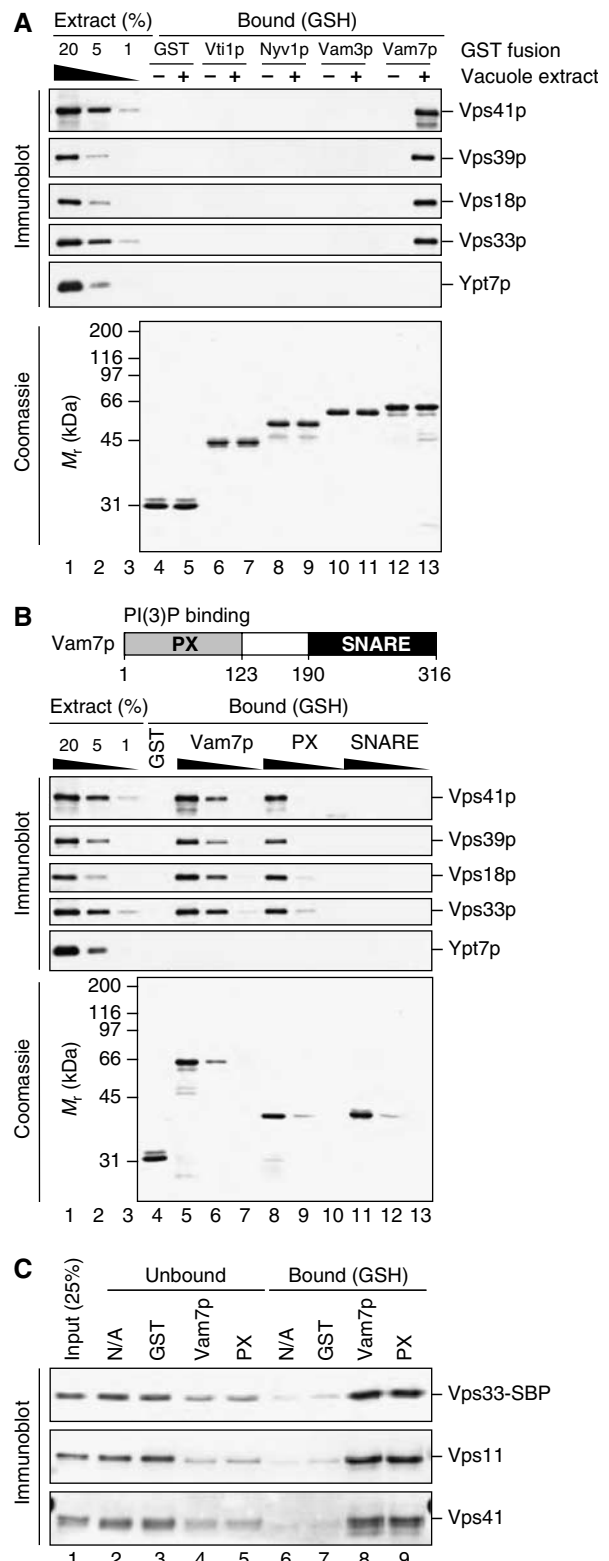 A
Extract (%) Bound (GSH)
20 5 1 GST Vti1p Nyv1p Vam3p Vam7p GST fusion
– + – + – + – + – + Vacuole extract
Immunoblot
Vps41p
Vps39p
Vps18p
Vps33p
Ypt7p
Coomassie
Mr (kDa)
200
116
97
66
45
31
1 2 3 4 5 6 7 8 9 10 11 12 13
B
PI(3)P binding
Vam7p PX SNARE
1 123 190 316
Extract (%) Bound (GSH)
20 5 1 GST Vam7p PX SNARE
Immunoblot
Vps41p
Vps39p
Vps18p
Vps33p
Ypt7p
Coomassie
Mr (kDa)
200
116
97
66
45
31
1 2 3 4 5 6 7 8 9 10 11 12 13
C
Unbound Bound (GSH)
Input (25%) N/A GST Vam7p PX N/A GST Vam7p PX
Immunoblot
Vps33-SBP
Vps11
Vps41
1 2 3 4 5 6 7 8 9